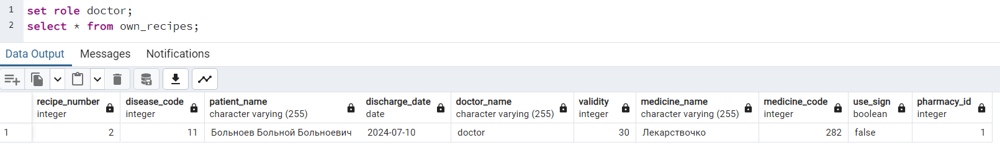 1 set role doctor;
2 select * from own_recipes;
Data Output Messages Notifications
recipe_number disease_code patient_name discharge_date doctor_name validity medicine_name medicine_code use_sign pharmacy_id
integer integer character varying (255) date character varying (255) integer character varying (255) integer boolean integer
1 2 11 Больноев Больной Больноевич 2024-07-10 doctor 30 Лекарствочко 282 false 1